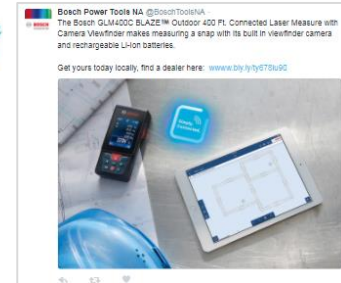 Bosch Power Tools NA @BoschToolsNA ·
The Bosch GLM400C BLAZE™ Outdoor 400 Ft. Connected Laser Measure with
Camera Viewfinder makes measuring a snap with its built in viewfinder camera
and rechargeable Li-Ion batteries.
Get yours today locally, find a dealer here:
Simply
Connected.